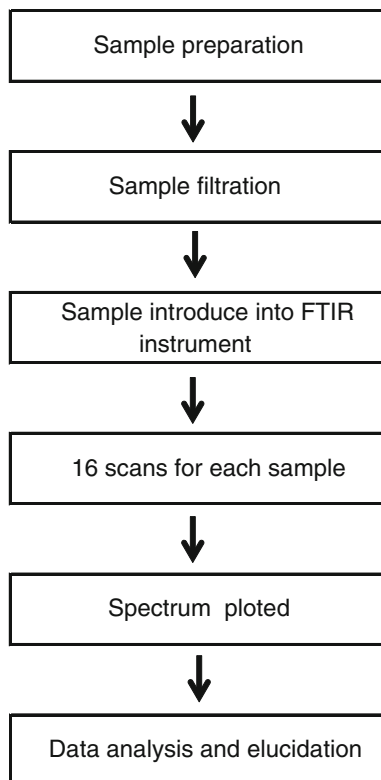 Sample preparation
Sample filtration
Sample introduce into FTIR
instrument
16 scans for each sample
Spectrum ploted
Data analysis and elucidation